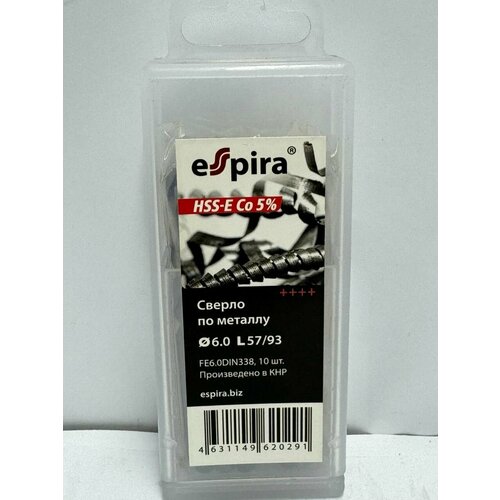 eSpira®
HSS-E Co 5%
++++
Сверло
по металлу
Ø6.0 L57/93
FE6.0DIN338, 10 шт.
Произведено в КНР
espira.biz
4631149620291